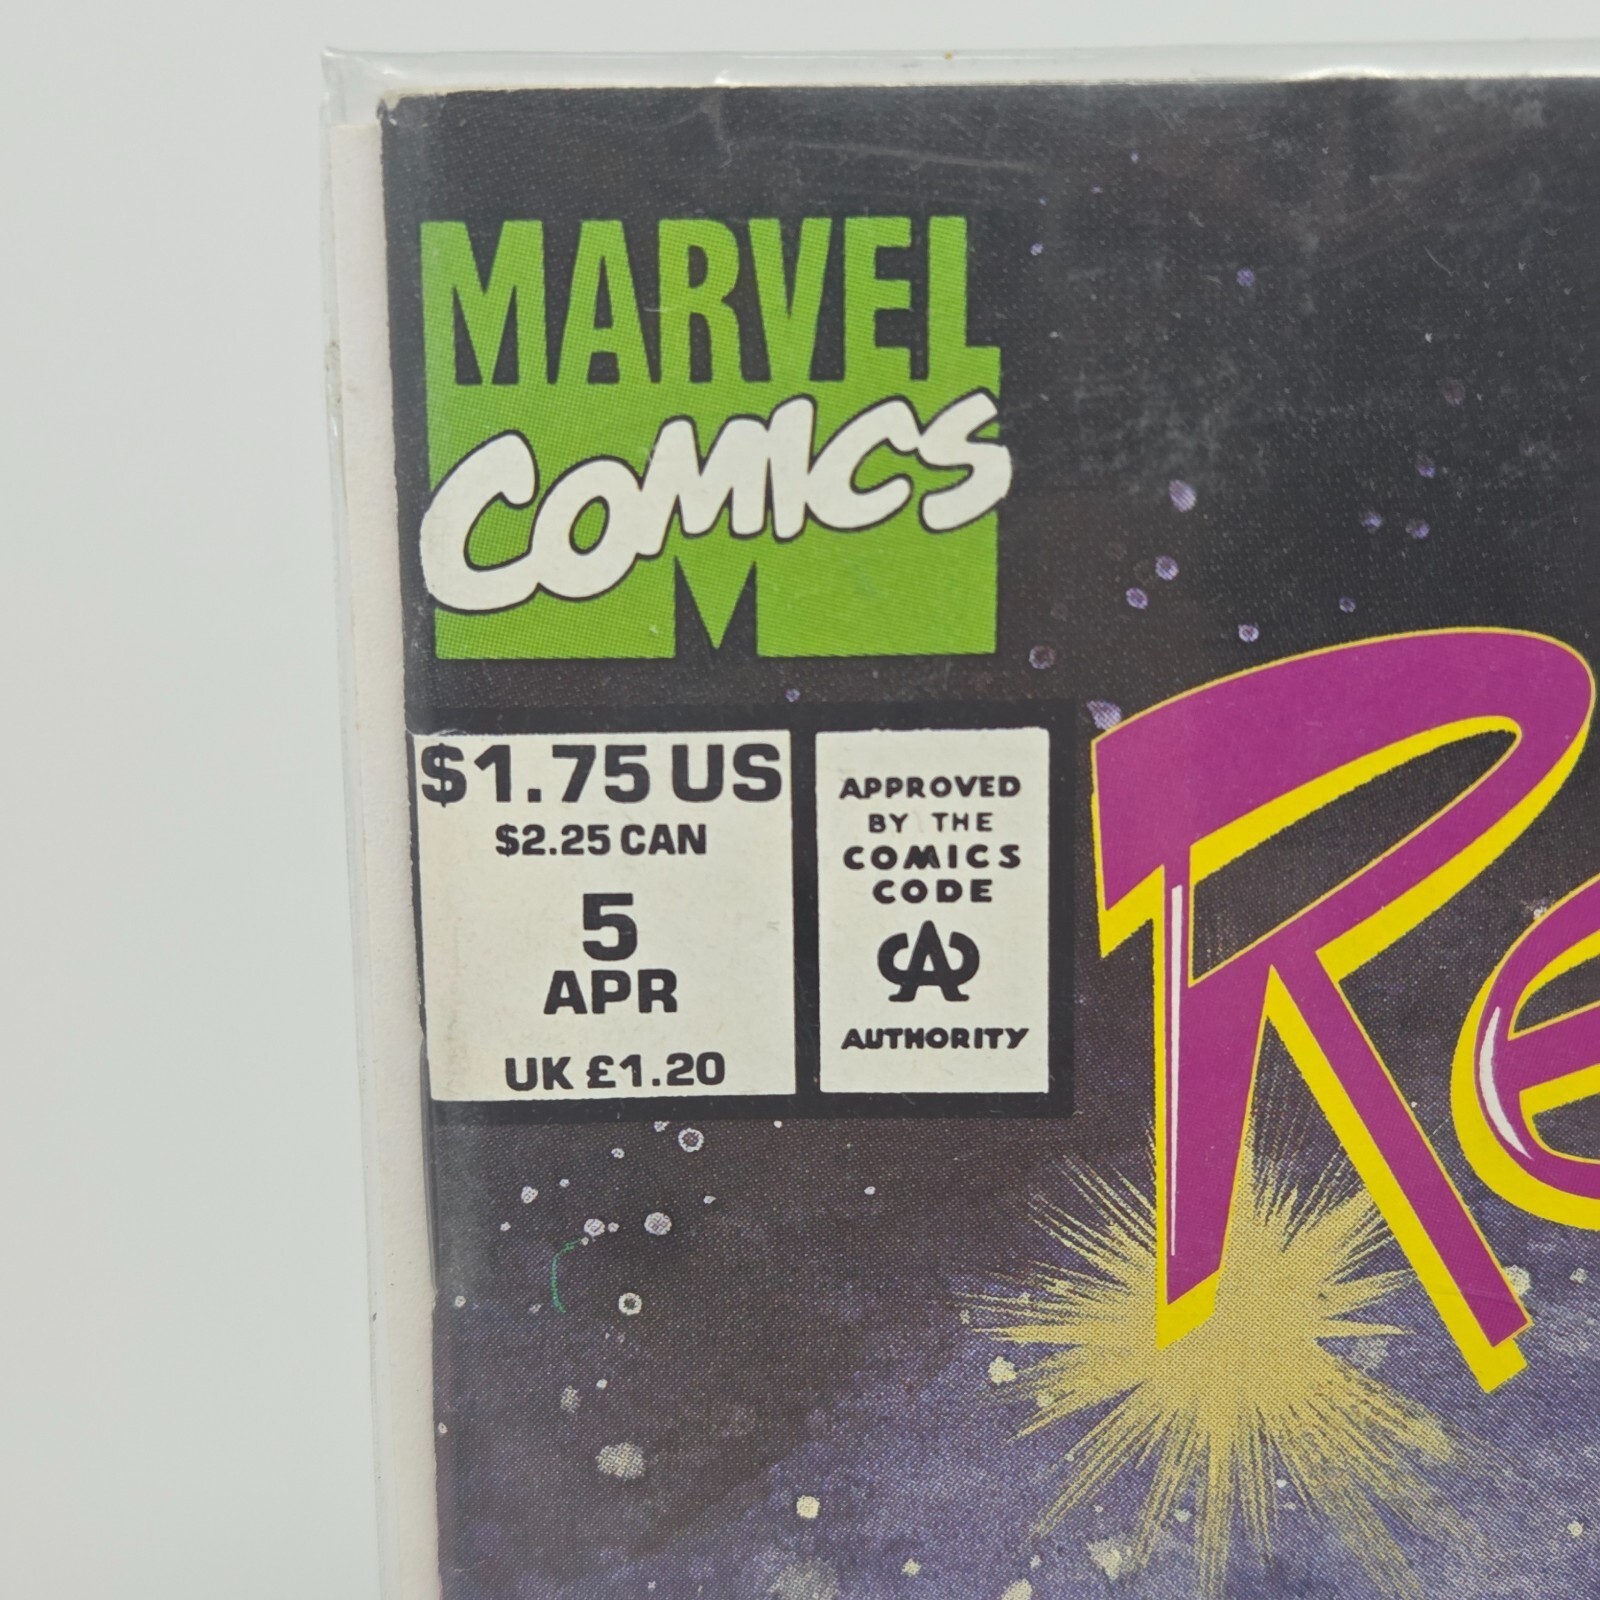 MARVEL
COMICS
$1.75 US
$2.25 CAN
5
APR
UK £1.20
APPROVED
BY THE
COMICS
CODE
CA
AUTHORITY
Re